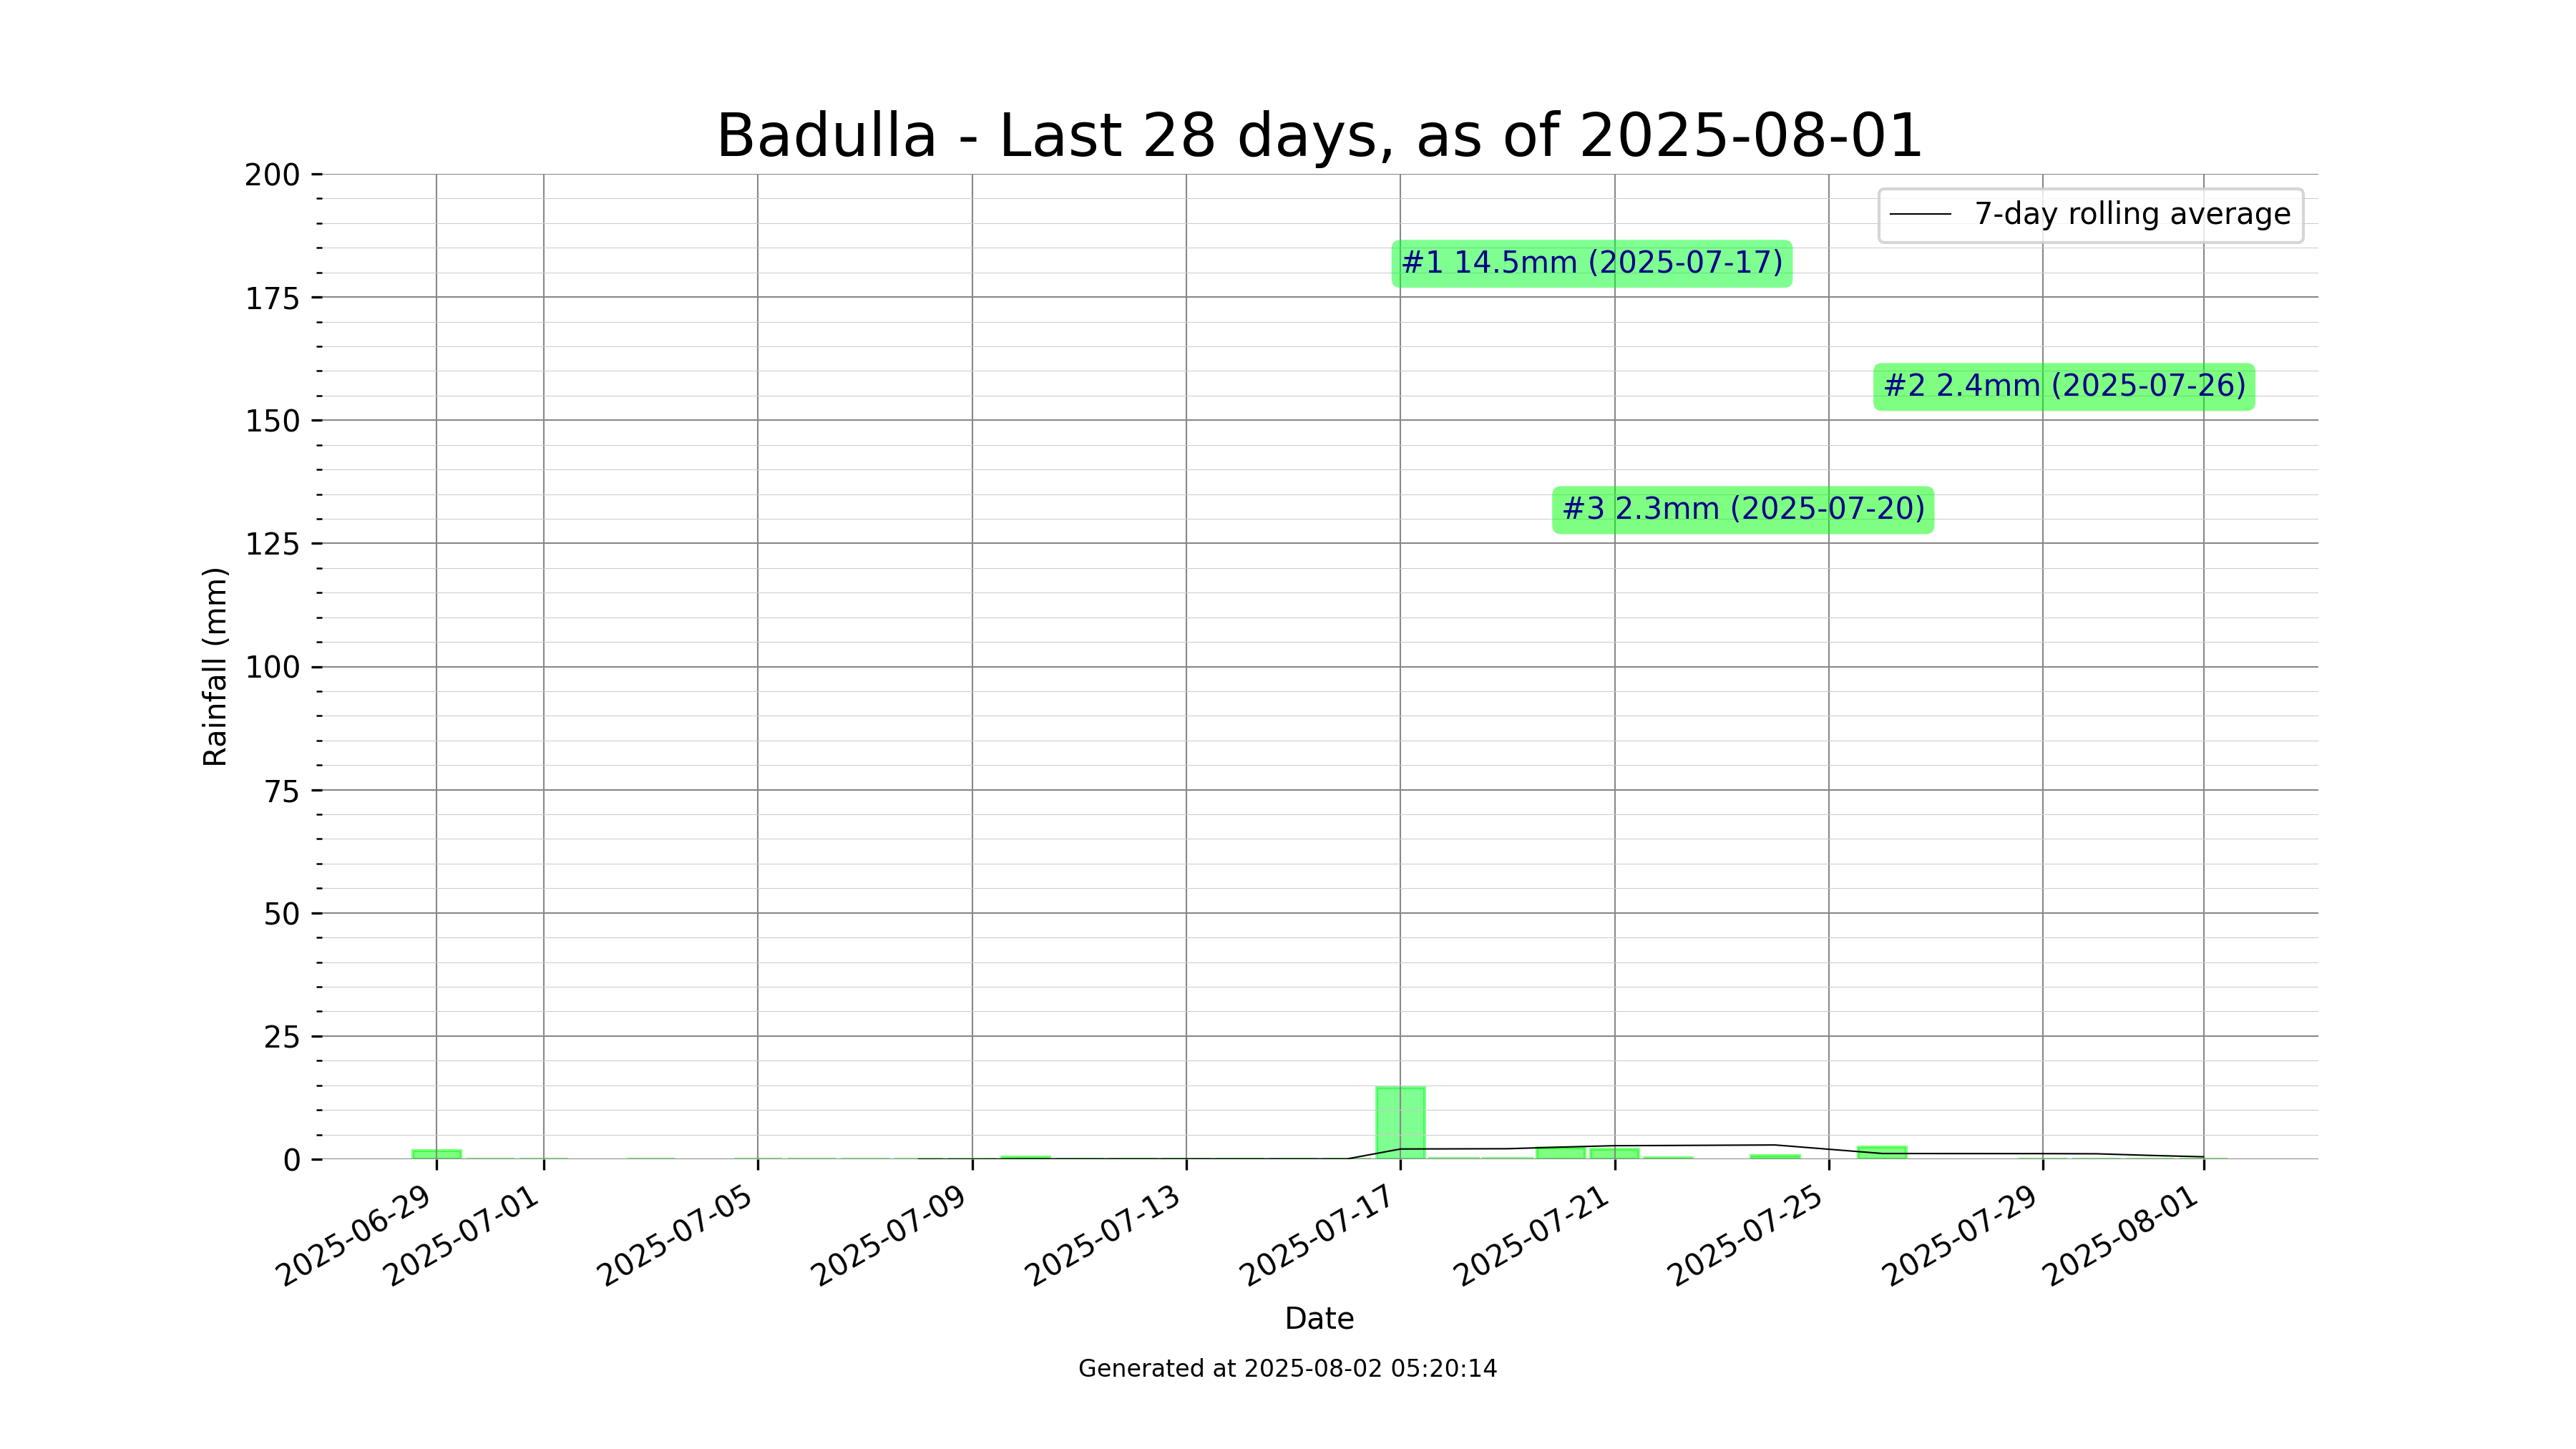 Badulla - Last 28 days, as of 2025-08-01
200
175
150
125
100
75
50
25
0
Rainfall (mm)
7-day rolling average
#1 14.5mm (2025-07-17)
#2 2.4mm (2025-07-26)
#3 2.3mm (2025-07-20)
2025-06-29
2025-07-01
2025-07-05
2025-07-09
2025-07-13
2025-07-17
2025-07-21
2025-07-25
2025-07-29
2025-08-01
Date
Generated at 2025-08-02 05:20:14